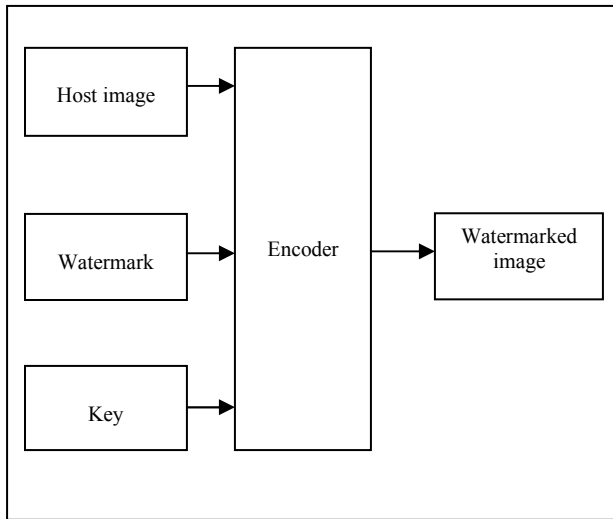 Host image
Watermark
Key
Encoder
Watermarked
image